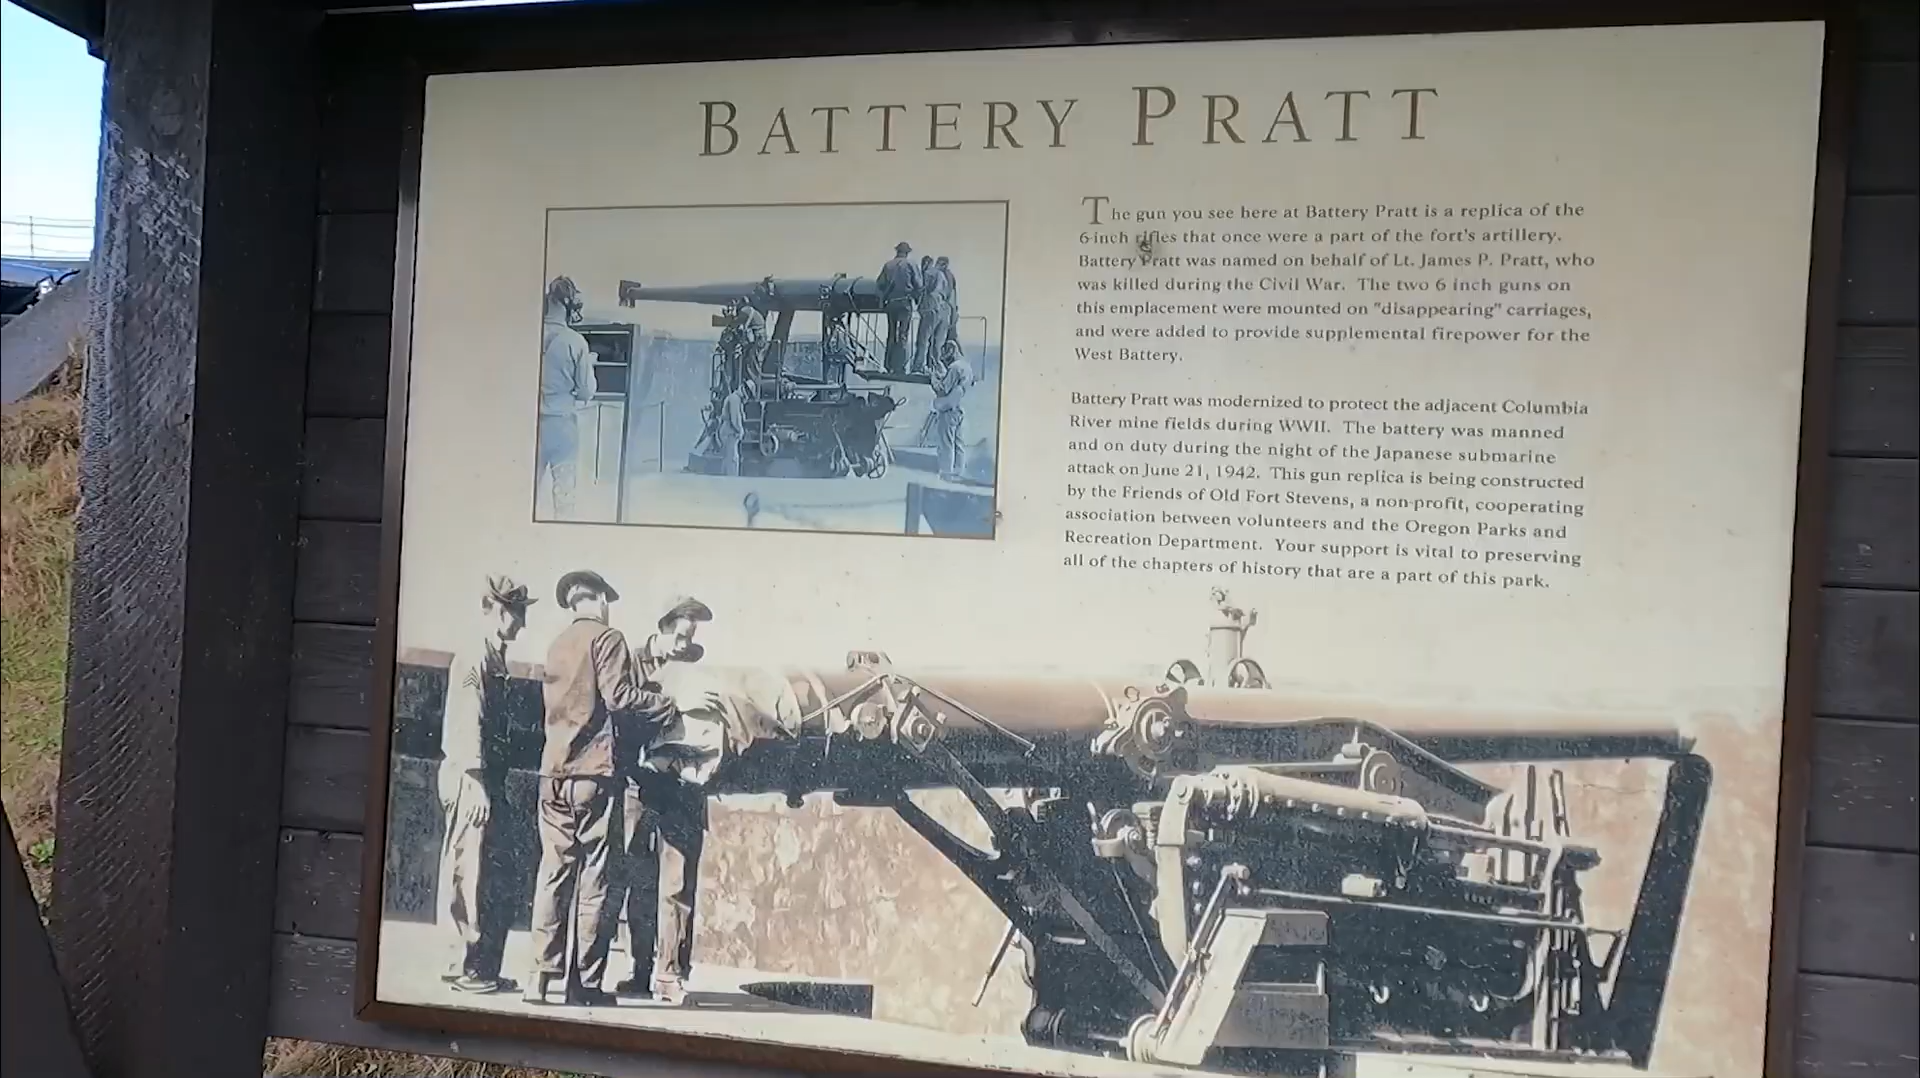 BATTERY PRATT
The gun you see here at Battery Pratt is a replica of the
6-inch rifles that once were a part of the fort's artillery.
Battery Pratt was named on behalf of Lt. James P. Pratt, who
was killed during the Civil War. The two 6 inch guns on
this emplacement were mounted on "disappearing" carriages,
and were added to provide supplemental firepower for the
West Battery.
Battery Pratt was modernized to protect the adjacent Columbia
River mine fields during WWII. The battery was manned
and on duty during the night of the Japanese submarine
attack on June 21, 1942. This gun replica is being constructed
by the Friends of Old Fort Stevens, a non-profit, cooperating
association between volunteers and the Oregon Parks and
Recreation Department. Your support is vital to preserving
all of the chapters of history that are a part of this park.